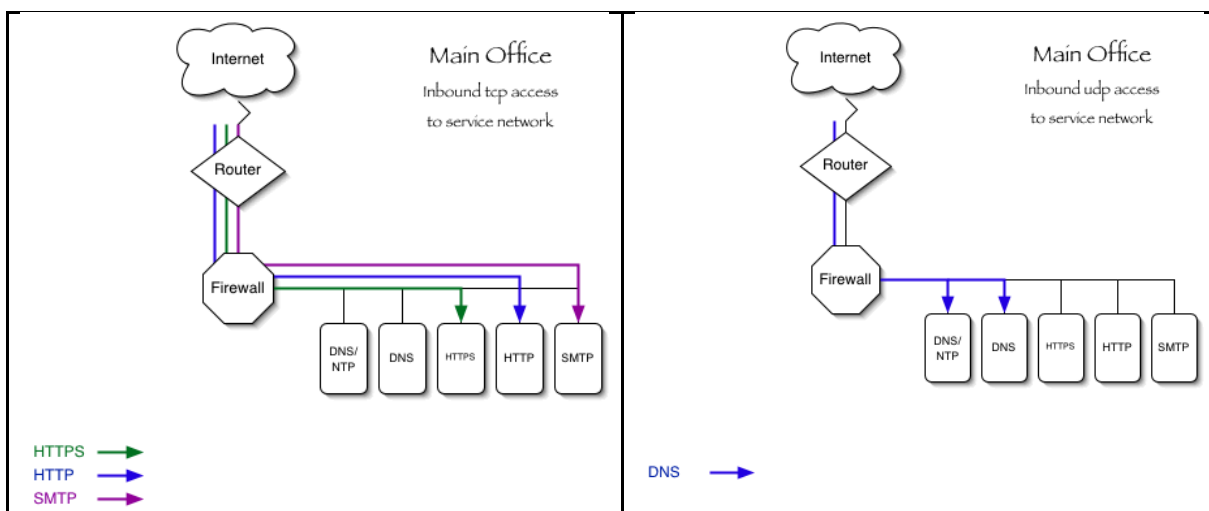 Internet
Main Office
Inbound tcp access
to service network
Router
Firewall
DNS/
NTP
DNS
HTTPS
HTTP
SMTP
HTTPS
HTTP
SMTP
Internet
Main Office
Inbound udp access
to service network
Router
Firewall
DNS/
NTP
DNS
HTTPS
HTTP
SMTP
DNS